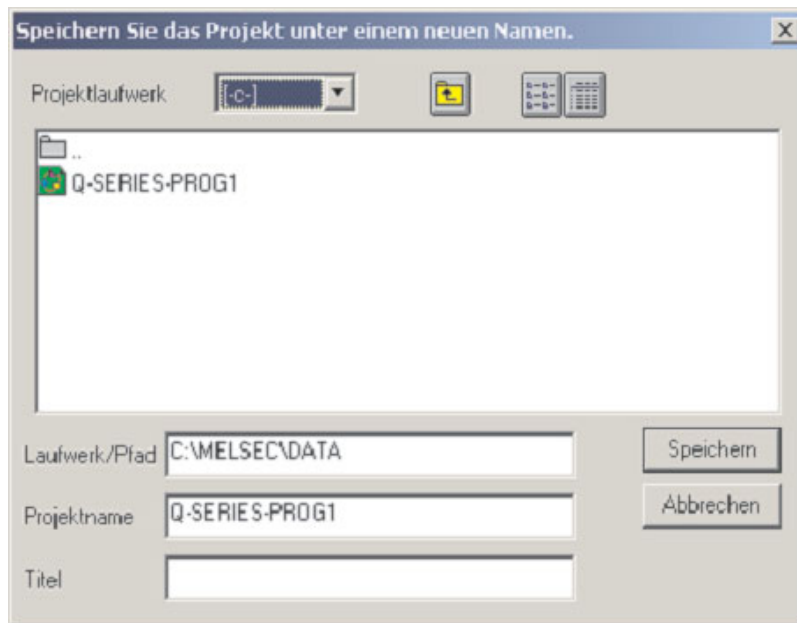 Speichern Sie das Projekt unter einem neuen Namen.
Projektlaufwerk [-c-]
..
Q-SERIES-PROG1
Laufwerk/Pfad C:\MELSEC\DATA
Speichern
Projektname Q-SERIES-PROG1
Abbrechen
Titel